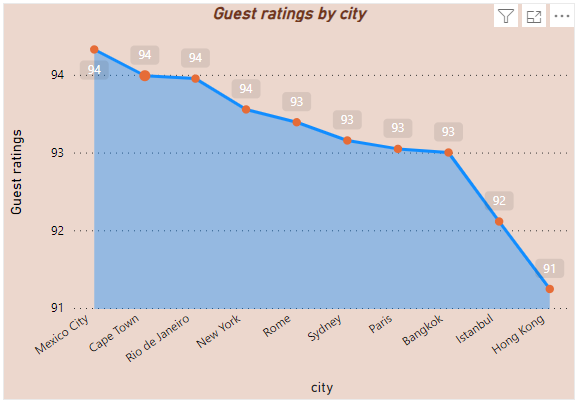 Guest ratings by city
Guest ratings
94
93
92
91
94
94
94
94
93
93
93
93
92
91
Mexico City
Cape Town
Rio de Janeiro
New York
Rome
Sydney
Paris
Bangkok
Istanbul
Hong Kong
city